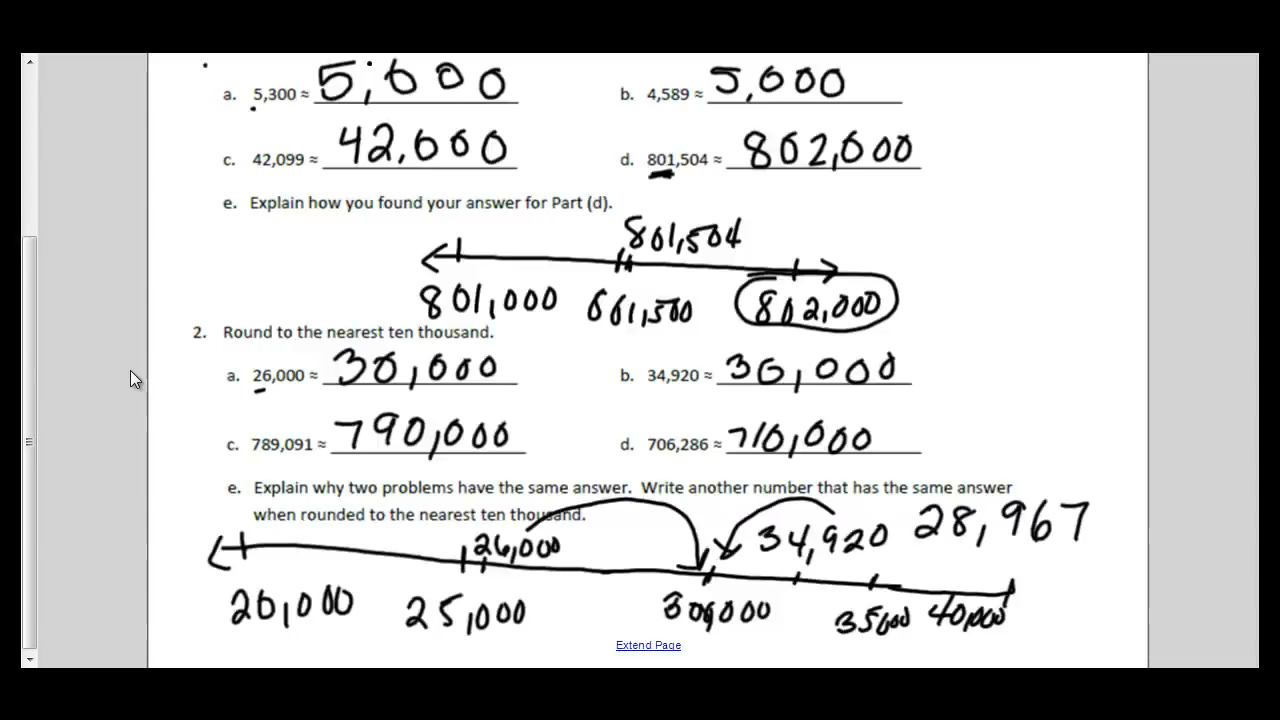 a. 5,300 ≈ 5,000 b. 4,589 ≈ 5,000
c. 42,099 ≈ 42,000 d. 801,504 ≈ 802,000
e. Explain how you found your answer for Part (d).
801,504
801,000 801,500 802,000
2. Round to the nearest ten thousand.
a. 26,000 ≈ 30,000 b. 34,920 ≈ 30,000
c. 789,091 ≈ 790,000 d. 706,286 ≈ 710,000
e. Explain why two problems have the same answer. Write another number that has the same answer
when rounded to the nearest ten thousand.
26,000 34,920 28,967
20,000 25,000 30,000 35,000 40,000
Extend Page